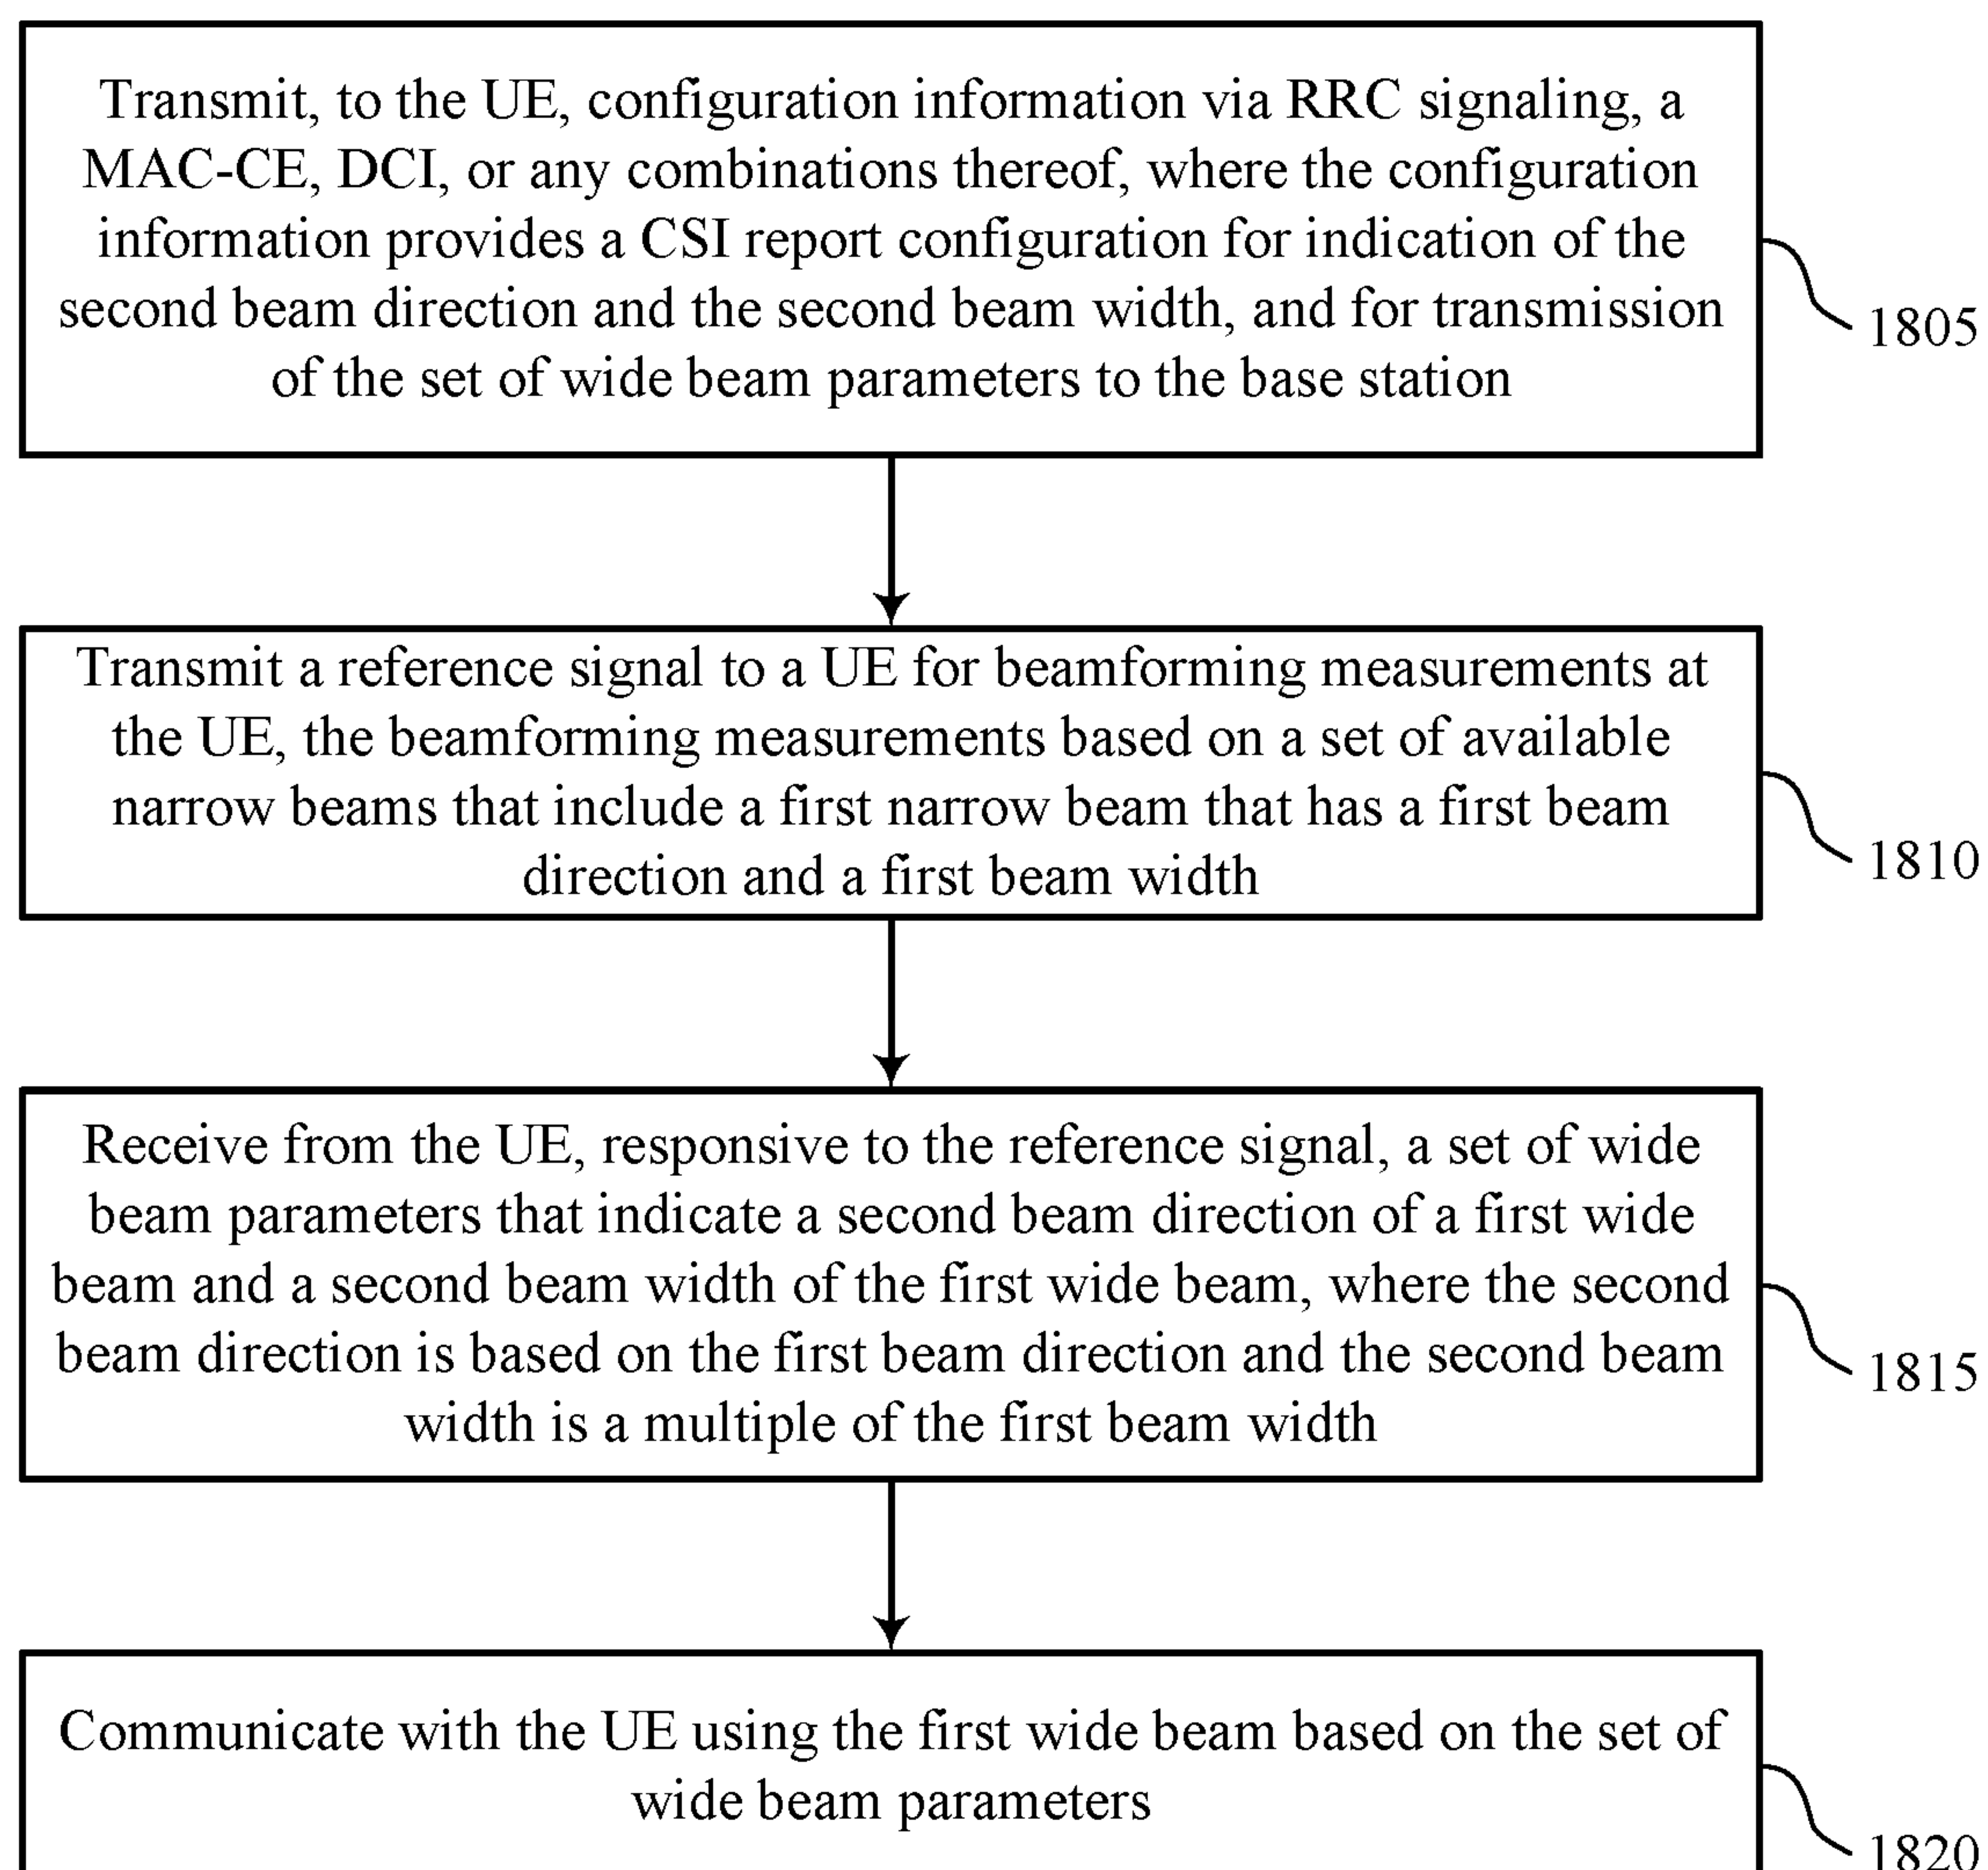 Transmit, to the UE, configuration information via RRC signaling, a
MAC-CE, DCI, or any combinations thereof, where the configuration
information provides a CSI report configuration for indication of the
second beam direction and the second beam width, and for transmission
of the set of wide beam parameters to the base station
1805
Transmit a reference signal to a UE for beamforming measurements at
the UE, the beamforming measurements based on a set of available
narrow beams that include a first narrow beam that has a first beam
direction and a first beam width
1810
Receive from the UE, responsive to the reference signal, a set of wide
beam parameters that indicate a second beam direction of a first wide
beam and a second beam width of the first wide beam, where the second
beam direction is based on the first beam direction and the second beam
width is a multiple of the first beam width
1815
Communicate with the UE using the first wide beam based on the set of
wide beam parameters
1820